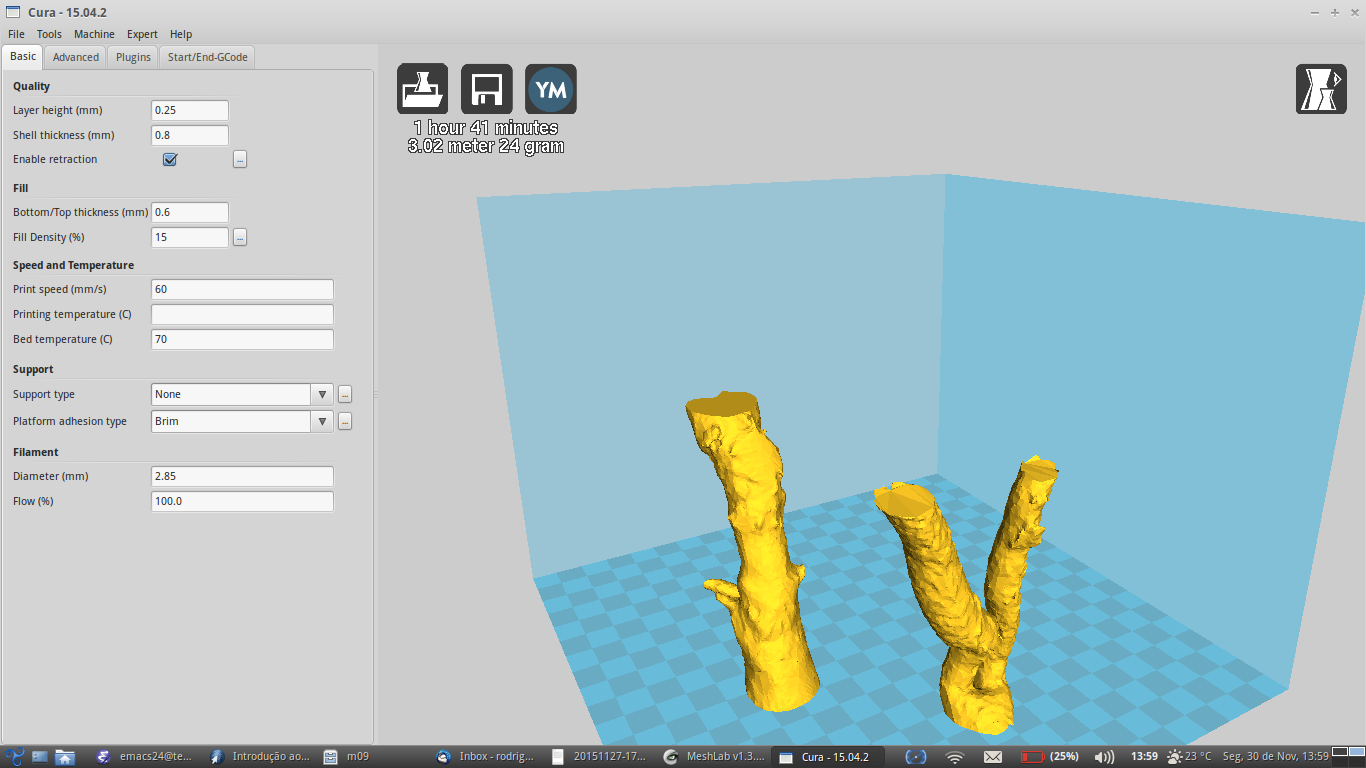 Cura - 15.04.2
File Tools Machine Expert Help
Basic Advanced Plugins Start/End-GCode
Quality
Layer height (mm) 0.25
Shell thickness (mm) 0.8
Enable retraction ...
Fill
Bottom/Top thickness (mm) 0.6
Fill Density (%) 15 ...
Speed and Temperature
Print speed (mm/s) 60
Printing temperature (C)
Bed temperature (C) 70
Support
Support type None ...
Platform adhesion type Brim ...
Filament
Diameter (mm) 2.85
Flow (%) 100.0
YM
1 hour 41 minutes
3.02 meter 24 gram
emacs24@te... Introdução ao... m09 Inbox - rodrig... 20151127-17... MeshLab v1.3.... Cura - 15.04.2 (25%) 13:59 23 °C Seg, 30 de Nov, 13:59